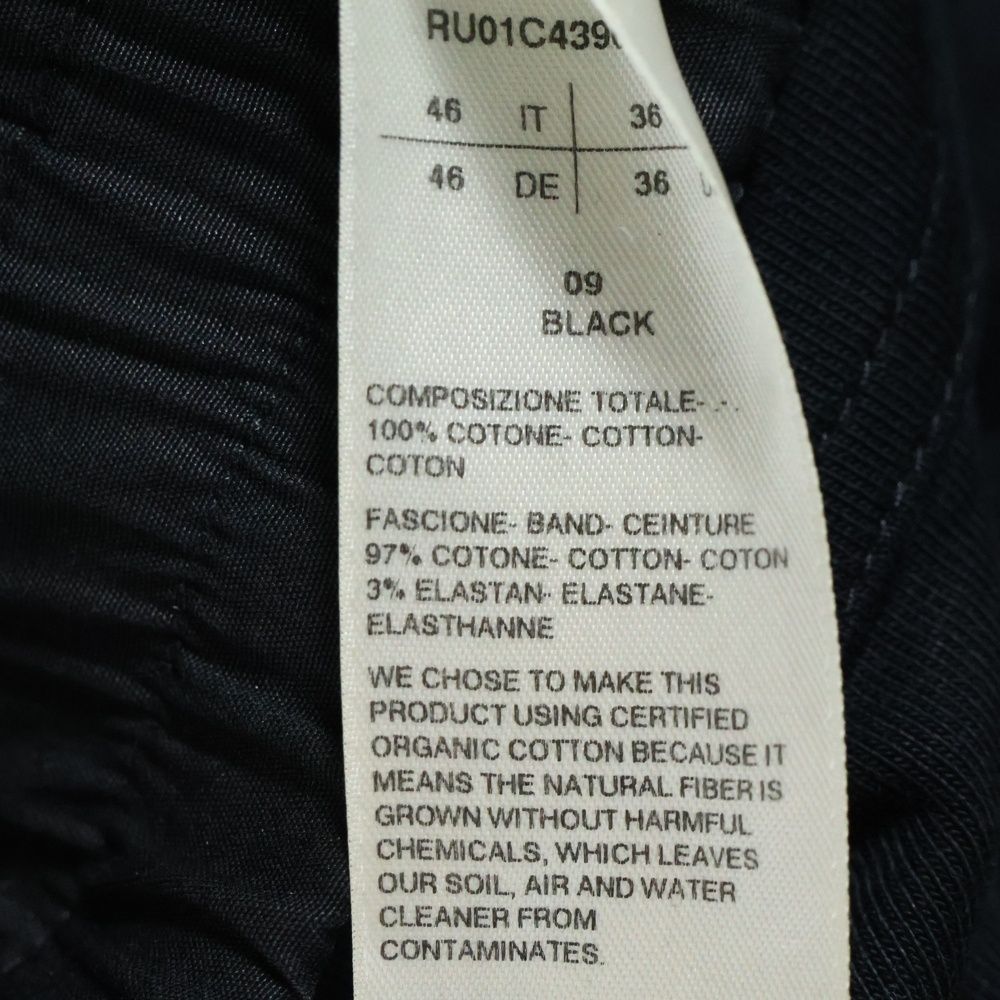 RU01C439
46 IT 36
46 DE 36
09
BLACK
COMPOSIZIONE TOTALE- -.
100% COTONE- COTTON-
COTON
FASCIONE- BAND- CEINTURE
97% COTONE- COTTON- COTON
3% ELASTAN- ELASTANE-
ELASTHANNE
WE CHOSE TO MAKE THIS
PRODUCT USING CERTIFIED
ORGANIC COTTON BECAUSE IT
MEANS THE NATURAL FIBER IS
GROWN WITHOUT HARMFUL
CHEMICALS, WHICH LEAVES
OUR SOIL, AIR AND WATER
CLEANER FROM
CONTAMINATES.